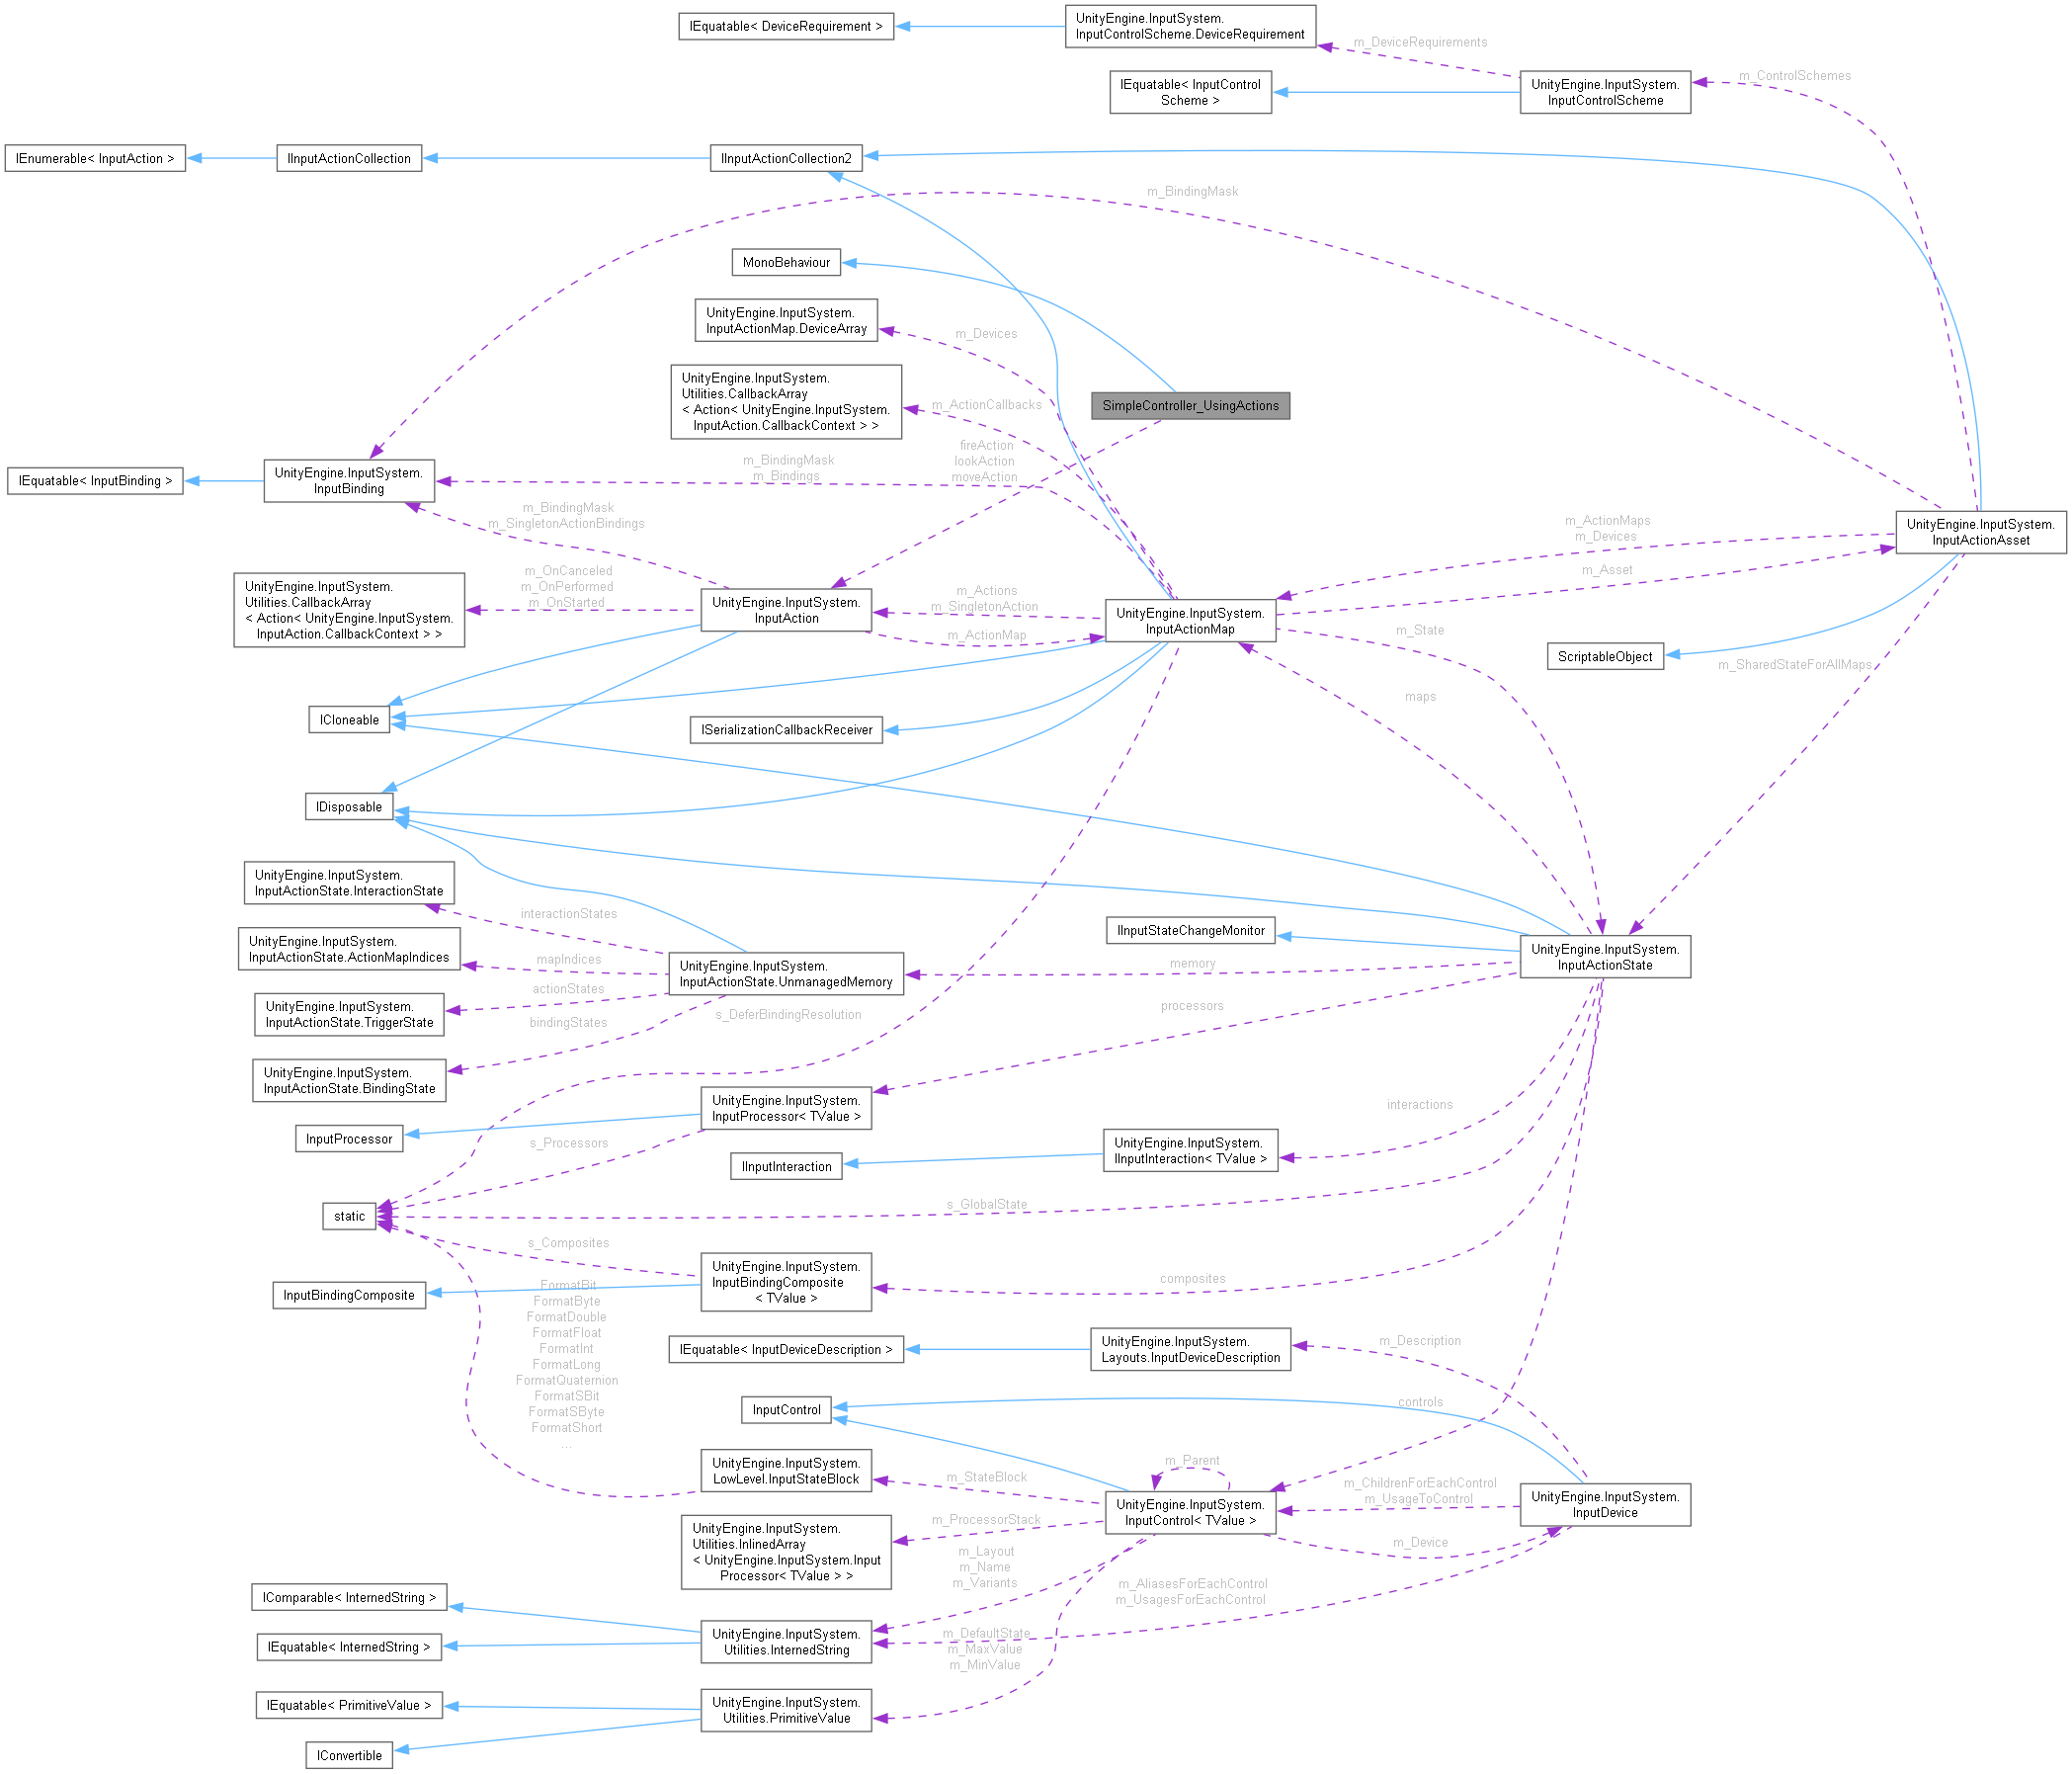 IEquatable< DeviceRequirement >
UnityEngine.InputSystem.
InputControlScheme.DeviceRequirement
m_DeviceRequirements
IEquatable< InputControl
Scheme >
UnityEngine.InputSystem.
InputControlScheme
m_ControlSchemes
IEnumerable< InputAction >
IInputActionCollection
IInputActionCollection2
m_BindingMask
MonoBehaviour
UnityEngine.InputSystem.
InputActionMap.DeviceArray
m_Devices
UnityEngine.InputSystem.
Utilities.CallbackArray
< Action< UnityEngine.InputSystem.
InputAction.CallbackContext > >
m_ActionCallbacks
SimpleController_UsingActions
fireAction
lookAction
moveAction
m_BindingMask
m_Bindings
IEquatable< InputBinding >
UnityEngine.InputSystem.
InputBinding
m_BindingMask
m_SingletonActionBindings
UnityEngine.InputSystem.
InputActionAsset
m_ActionMaps
m_Devices
m_Asset
UnityEngine.InputSystem.
Utilities.CallbackArray
< Action< UnityEngine.InputSystem.
InputAction.CallbackContext > >
m_OnCanceled
m_OnPerformed
m_OnStarted
UnityEngine.InputSystem.
InputAction
m_Actions
m_SingletonAction
m_ActionMap
UnityEngine.InputSystem.
InputActionMap
m_State
ScriptableObject
m_SharedStateForAllMaps
maps
ICloneable
ISerializationCallbackReceiver
IDisposable
UnityEngine.InputSystem.
InputActionState.InteractionState
interactionStates
UnityEngine.InputSystem.
InputActionState.ActionMapIndices
mapIndices
UnityEngine.InputSystem.
InputActionState.UnmanagedMemory
IInputStateChangeMonitor
memory
UnityEngine.InputSystem.
InputActionState
UnityEngine.InputSystem.
InputActionState.TriggerState
actionStates
bindingStates
s_DeferBindingResolution
processors
UnityEngine.InputSystem.
InputActionState.BindingState
UnityEngine.InputSystem.
InputProcessor< TValue >
interactions
InputProcessor
s_Processors
IInputInteraction
UnityEngine.InputSystem.
IInputInteraction< TValue >
static
s_GlobalState
s_Composites
UnityEngine.InputSystem.
InputBindingComposite
< TValue >
composites
InputBindingComposite
FormatBit
FormatByte
FormatDouble
FormatFloat
FormatInt
FormatLong
FormatQuaternion
FormatSBit
FormatSByte
FormatShort
...
IEquatable< InputDeviceDescription >
UnityEngine.InputSystem.
Layouts.InputDeviceDescription
m_Description
InputControl
controls
UnityEngine.InputSystem.
LowLevel.InputStateBlock
m_StateBlock
m_Parent
UnityEngine.InputSystem.
InputControl< TValue >
m_ChildrenForEachControl
m_UsageToControl
UnityEngine.InputSystem.
InputDevice
m_Device
UnityEngine.InputSystem.
Utilities.InlinedArray
< UnityEngine.InputSystem.Input
Processor< TValue > >
m_ProcessorStack
m_Layout
m_Name
m_Variants
m_AliasesForEachControl
m_UsagesForEachControl
IComparable< InternedString >
IEquatable< InternedString >
UnityEngine.InputSystem.
Utilities.InternedString
m_DefaultState
m_MaxValue
m_MinValue
IEquatable< PrimitiveValue >
UnityEngine.InputSystem.
Utilities.PrimitiveValue
IConvertible